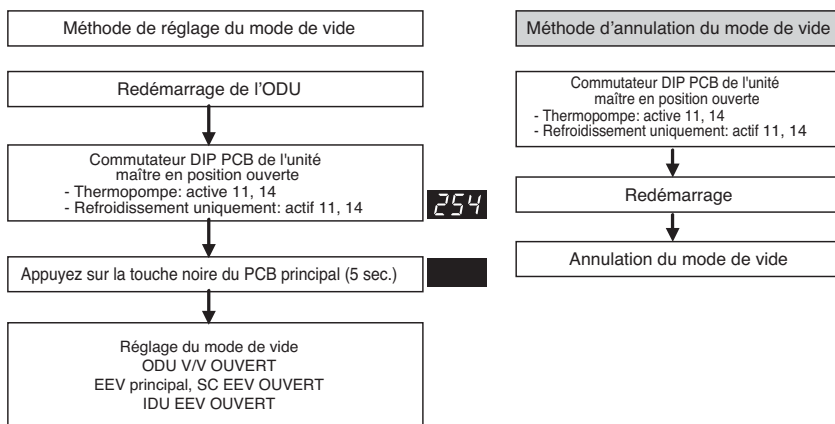 Méthode de réglage du mode de vide
Redémarrage de l'ODU
Commutateur DIP PCB de l'unité
maître en position ouverte
- Thermopompe: active 11, 14
- Refroidissement uniquement: actif 11, 14
254
Appuyez sur la touche noire du PCB principal (5 sec.)
Réglage du mode de vide
ODU V/V OUVERT
EEV principal, SC EEV OUVERT
IDU EEV OUVERT
Méthode d'annulation du mode de vide
Commutateur DIP PCB de l'unité
maître en position ouverte
- Thermopompe: active 11, 14
- Refroidissement uniquement: actif 11, 14
Redémarrage
Annulation du mode de vide